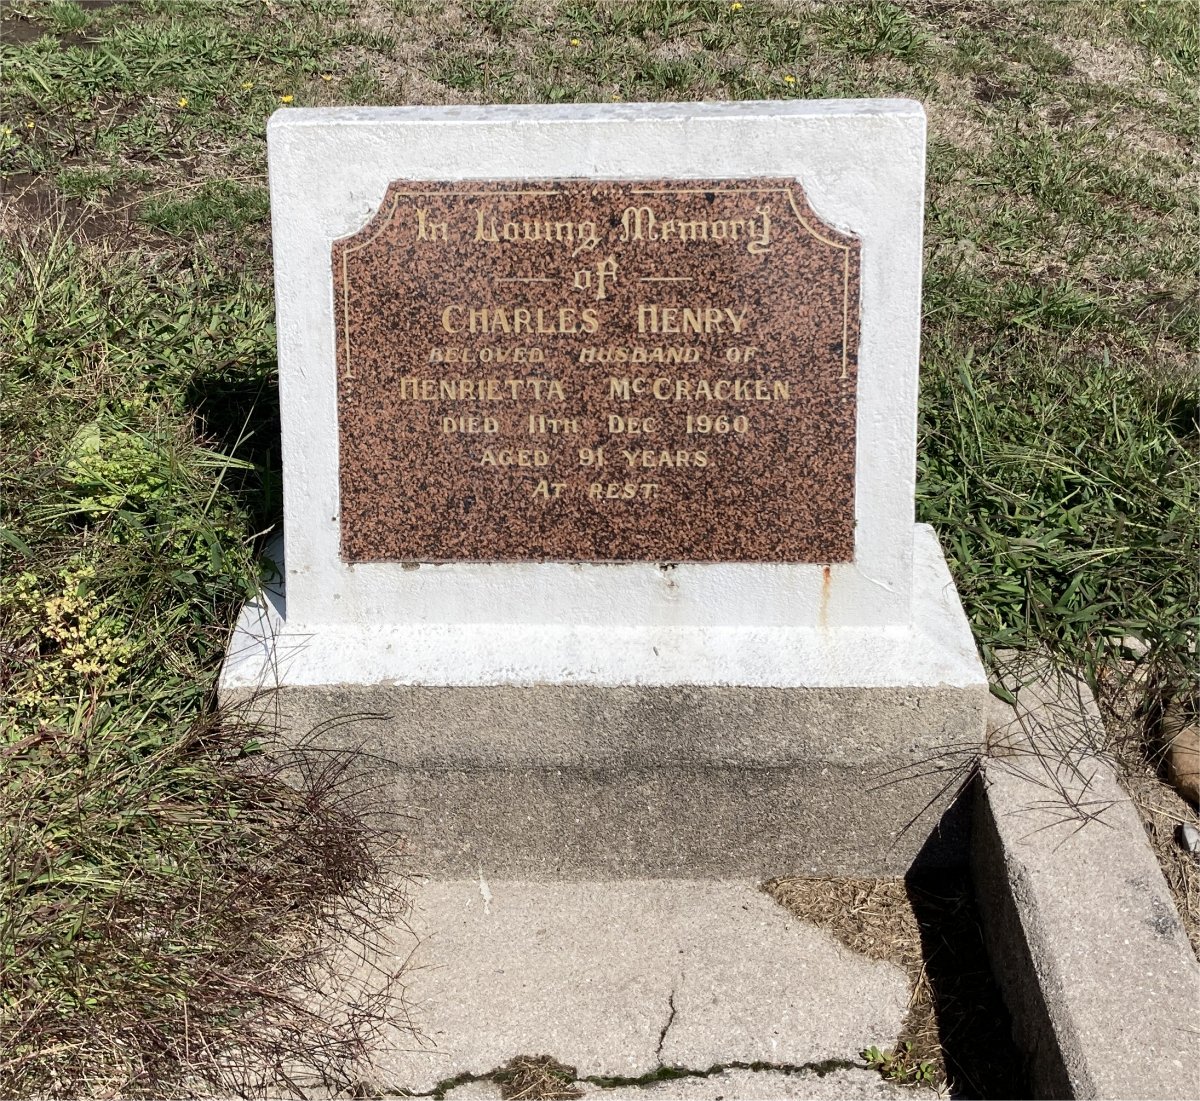 In Loving Memory
of
CHARLES HENRY
BELOVED HUSBAND OF
HENRIETTA McCRACKEN
DIED 11TH DEC 1960
AGED 91 YEARS
AT REST.